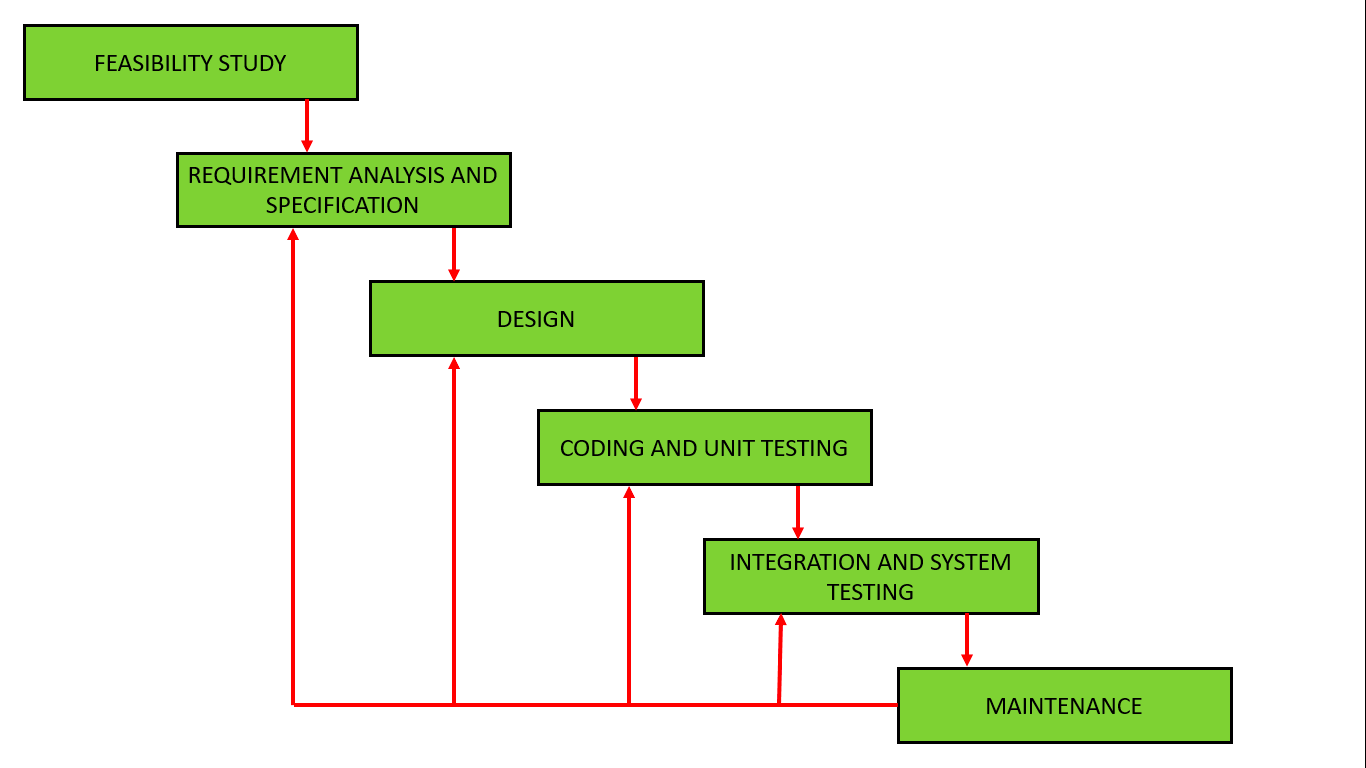 FEASIBILITY STUDY
REQUIREMENT ANALYSIS AND
SPECIFICATION
DESIGN
CODING AND UNIT TESTING
INTEGRATION AND SYSTEM
TESTING
MAINTENANCE